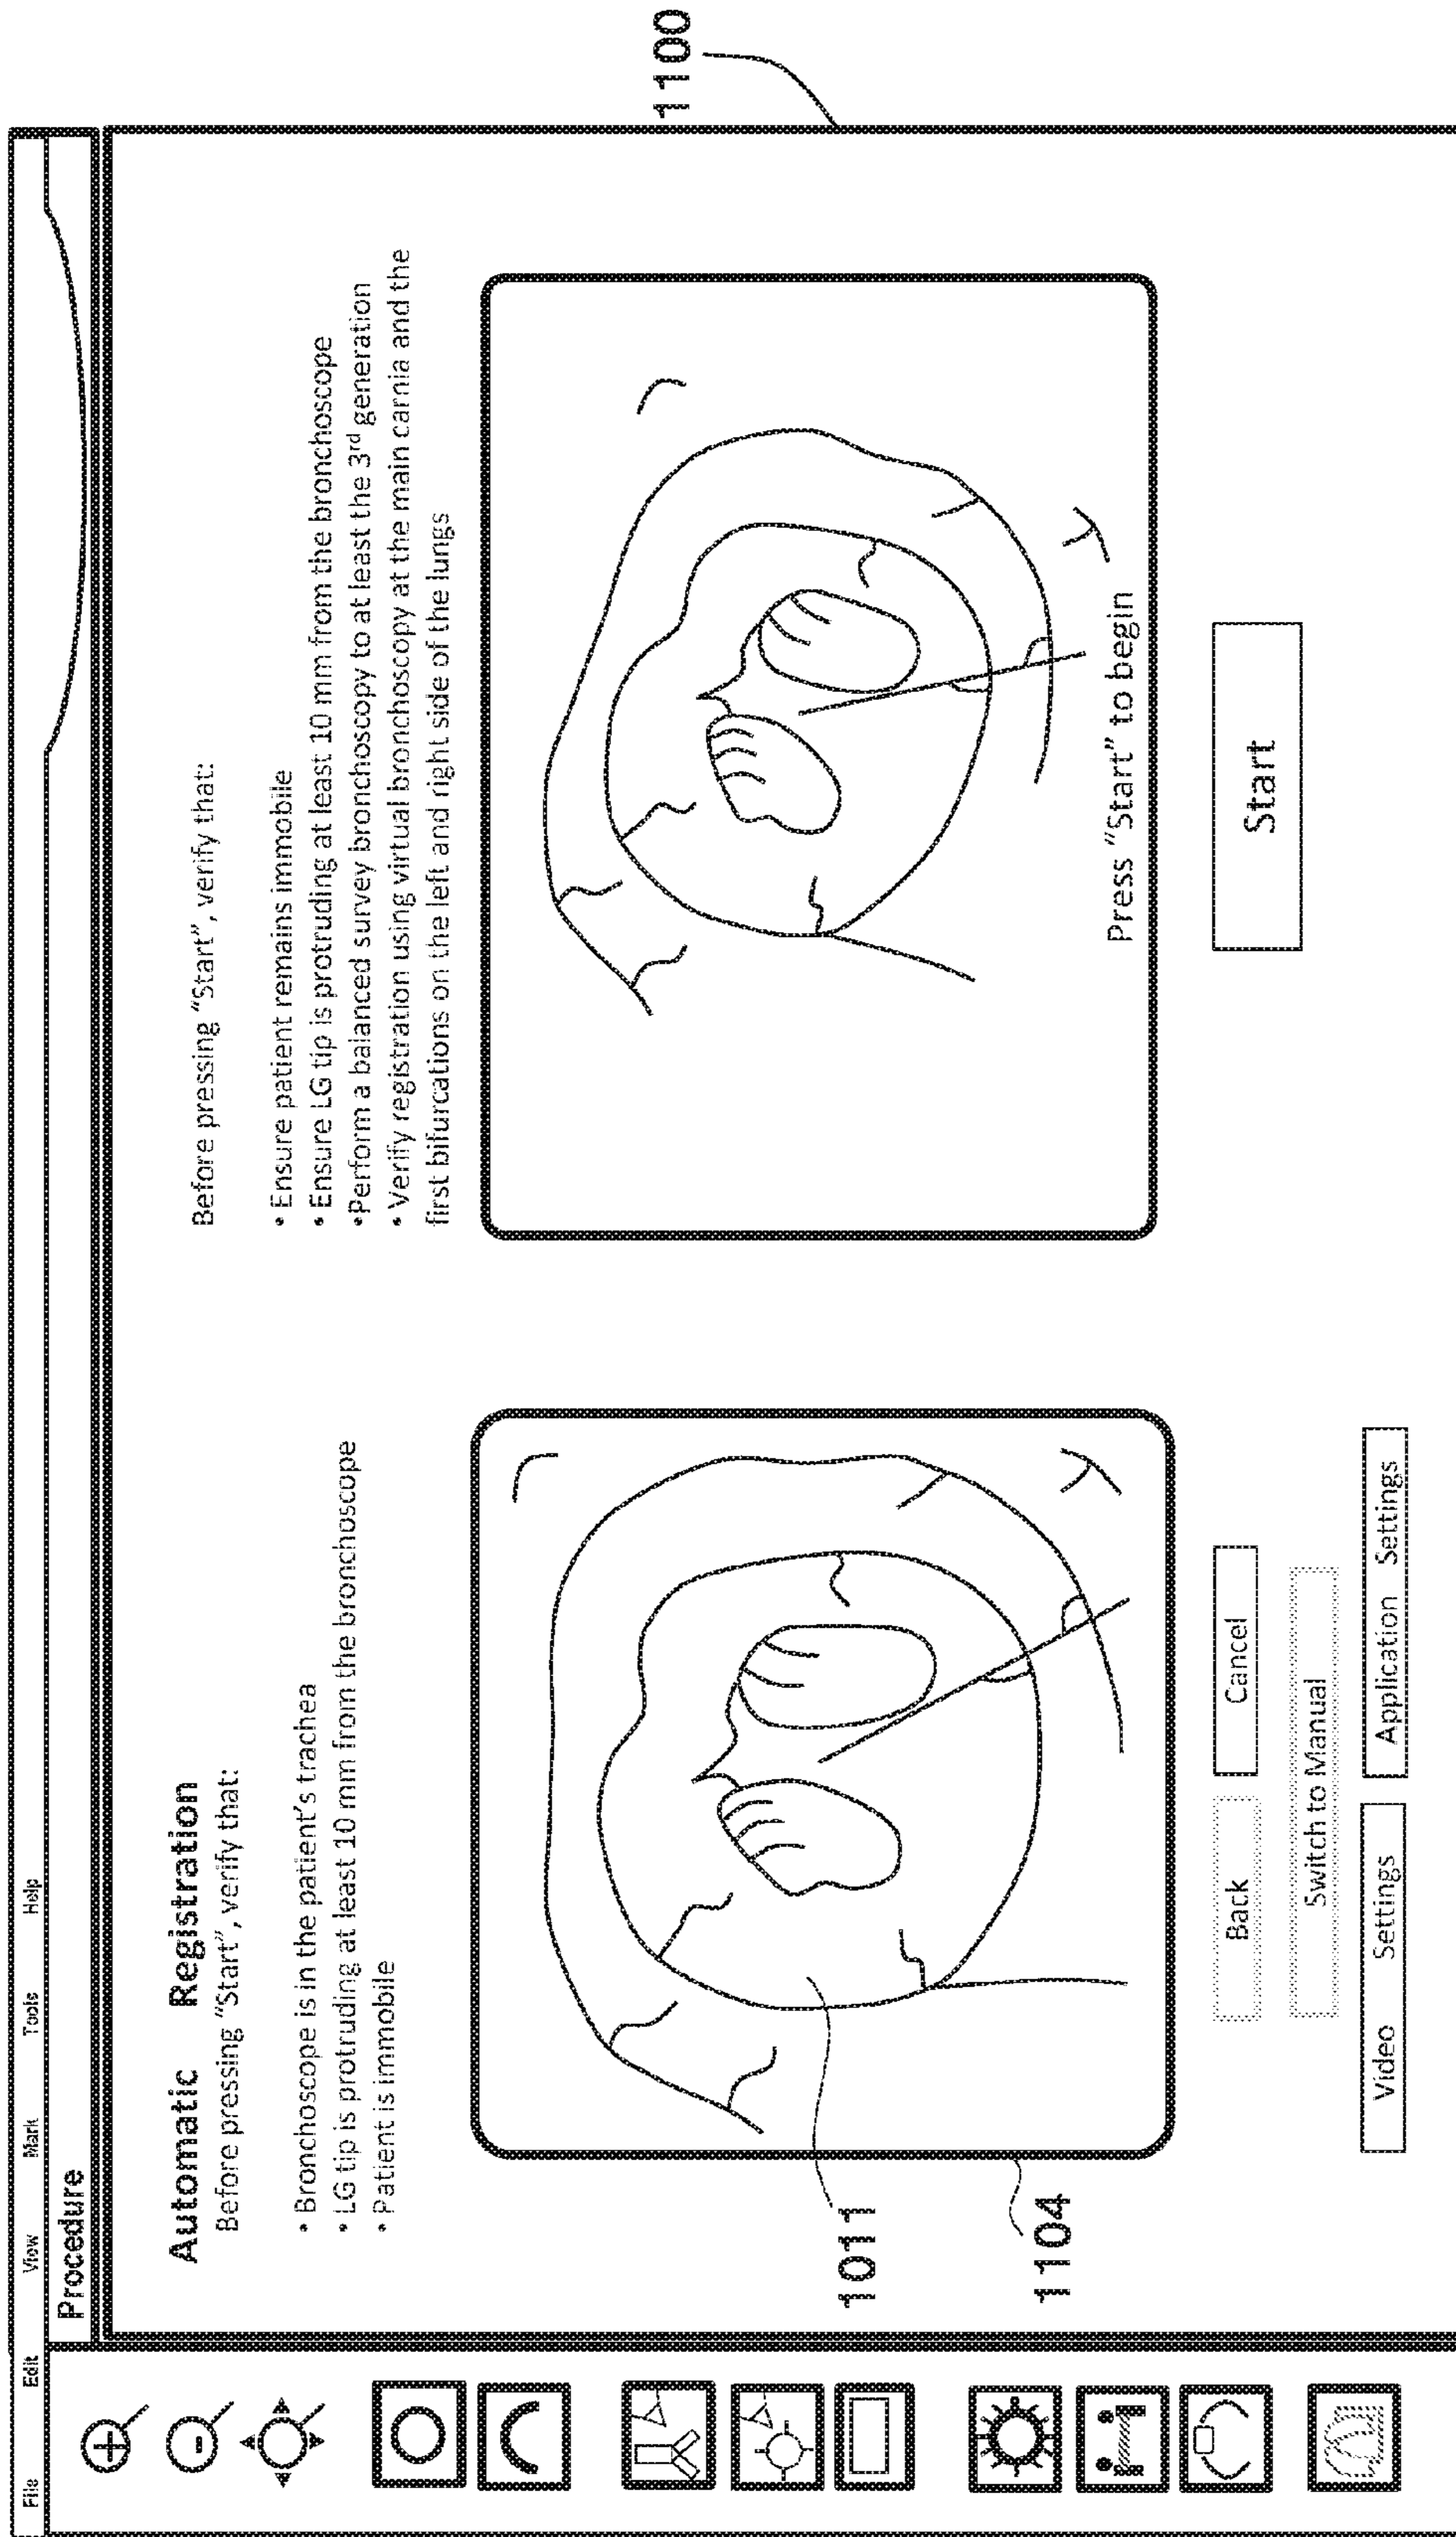 File Edit View Mark Tools Help
Procedure
Automatic Registration
Before pressing "Start", verify that:
• Bronchoscope is in the patient's trachea
• LG tip is protruding at least 10 mm from the bronchoscope
• Patient is immobile
1011
1104
Back Cancel
Switch to Manual
Video Settings Application Settings
Before pressing "Start", verify that:
• Ensure patient remains immobile
• Ensure LG tip is protruding at least 10 mm from the bronchoscope
•Perform a balanced survey bronchoscopy to at least the 3rd generation
• Verify registration using virtual bronchoscopy at the main carnia and the
first bifurcations on the left and right side of the lungs
Press "Start" to begin
Start
1100